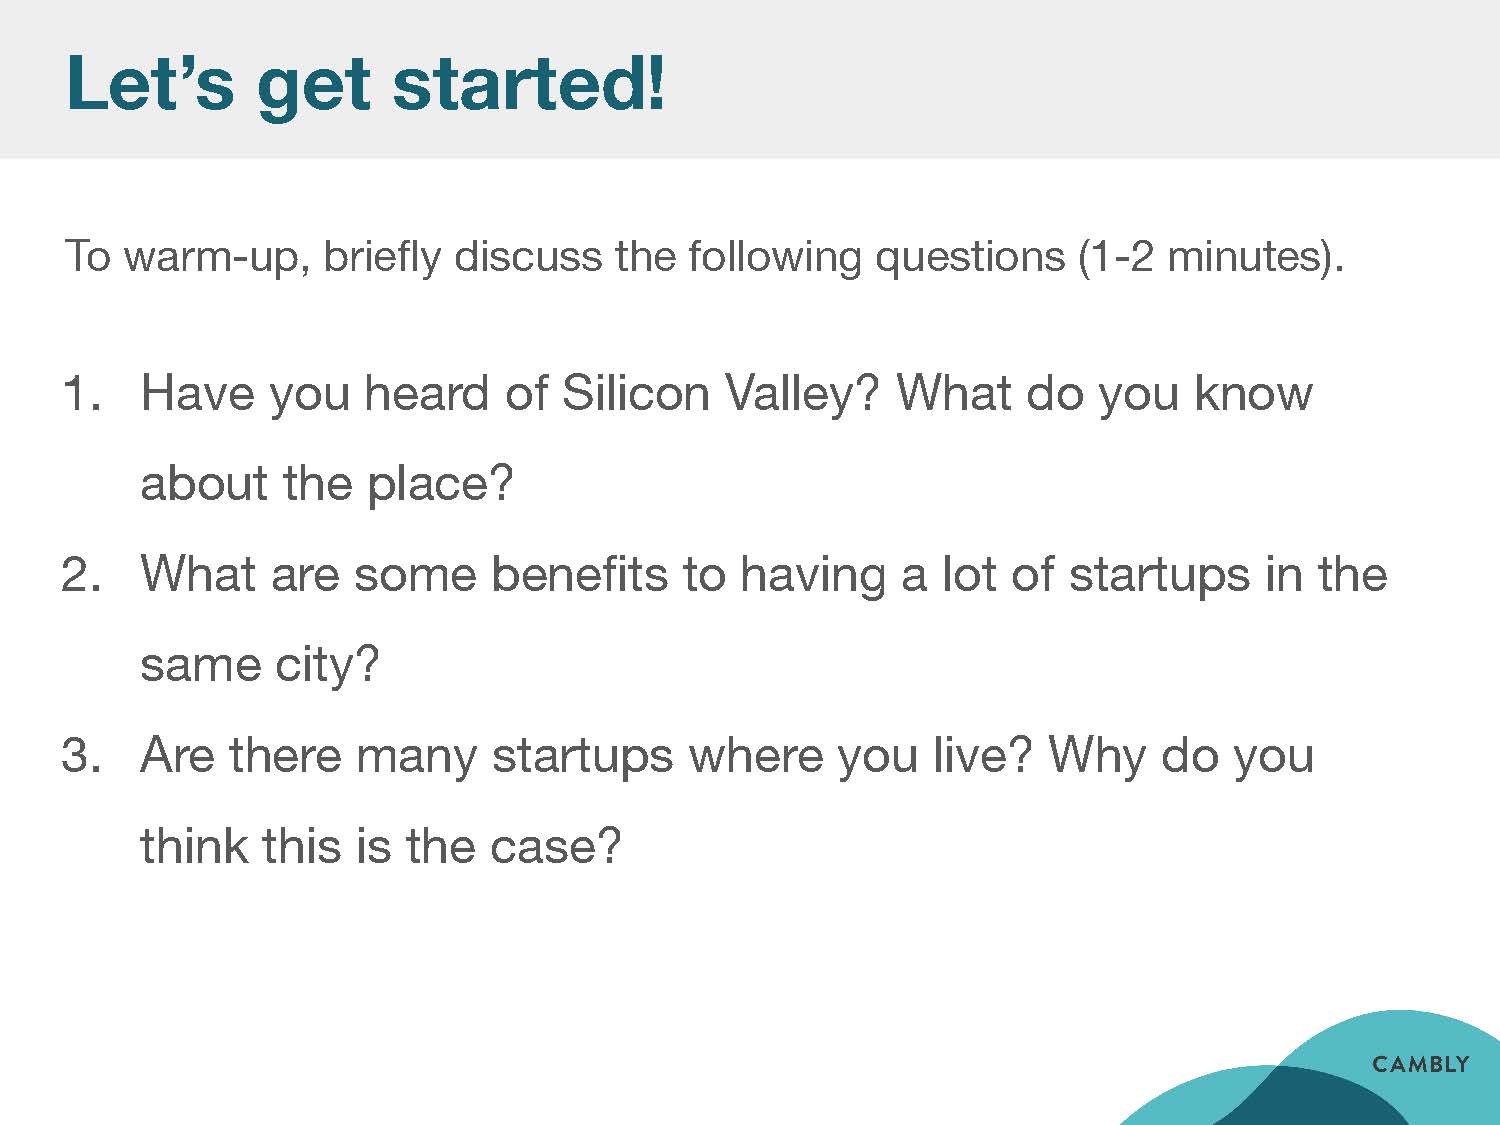 Let’s get started!
To warm-up, briefly discuss the following questions (1-2 minutes).
1. Have you heard of Silicon Valley? What do you know
about the place?
2. What are some benefits to having a lot of startups in the
same city?
3. Are there many startups where you live? Why do you
think this is the case?
CAMBLY